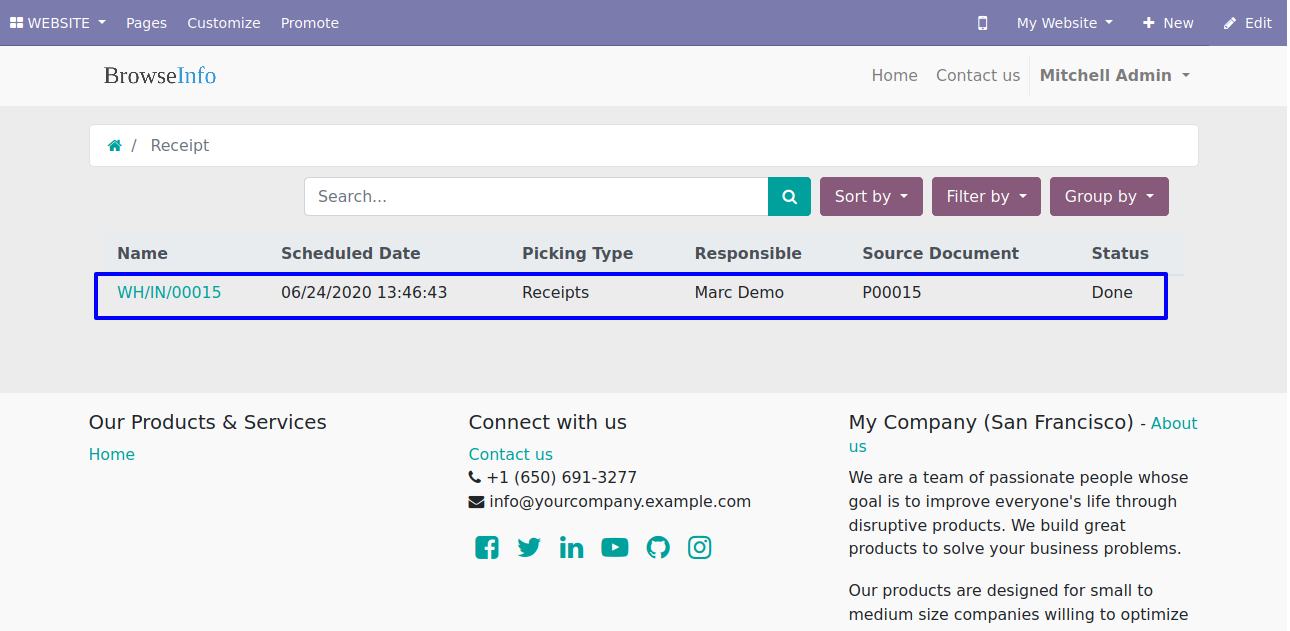 WEBSITE Pages Customize Promote My Website New Edit
BrowseInfo Home Contact us Mitchell Admin
/ Receipt
Search... Sort by Filter by Group by
Name Scheduled Date Picking Type Responsible Source Document Status
WH/IN/00015 06/24/2020 13:46:43 Receipts Marc Demo P00015 Done
Our Products & Services
Home
Connect with us
Contact us
+1 (650) 691-3277
info@yourcompany.example.com
My Company (San Francisco) - About
us
We are a team of passionate people whose
goal is to improve everyone's life through
disruptive products. We build great
products to solve your business problems.
Our products are designed for small to
medium size companies willing to optimize